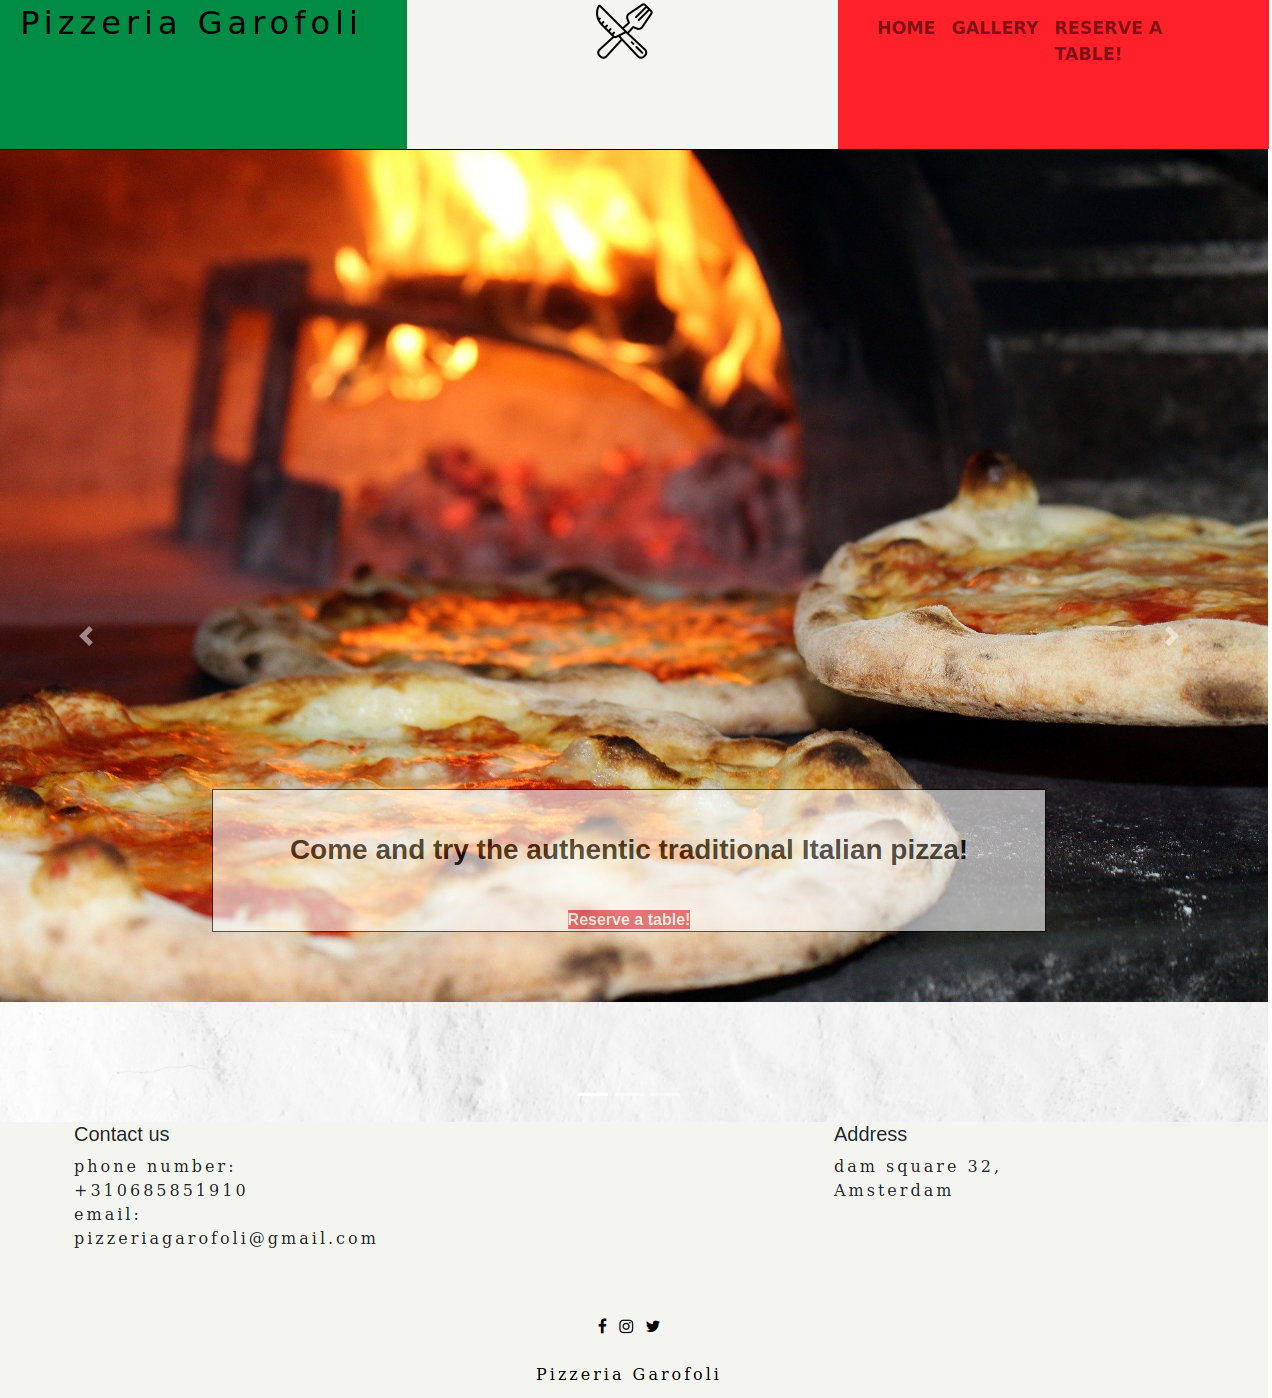 Pizzeria Garofoli
HOME GALLERY RESERVE A
TABLE!
Come and try the authentic traditional Italian pizza!
Reserve a table!
Contact us
phone number:
+310685851910
email:
pizzeriagarofoli@gmail.com
Address
dam square 32,
Amsterdam
Pizzeria Garofoli